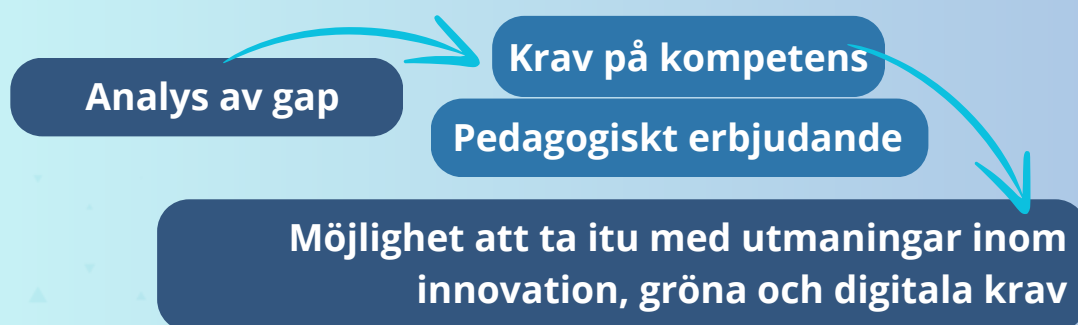 Analys av gap
Krav på kompetens
Pedagogiskt erbjudande
Möjlighet att ta itu med utmaningar inom
innovation, gröna och digitala krav